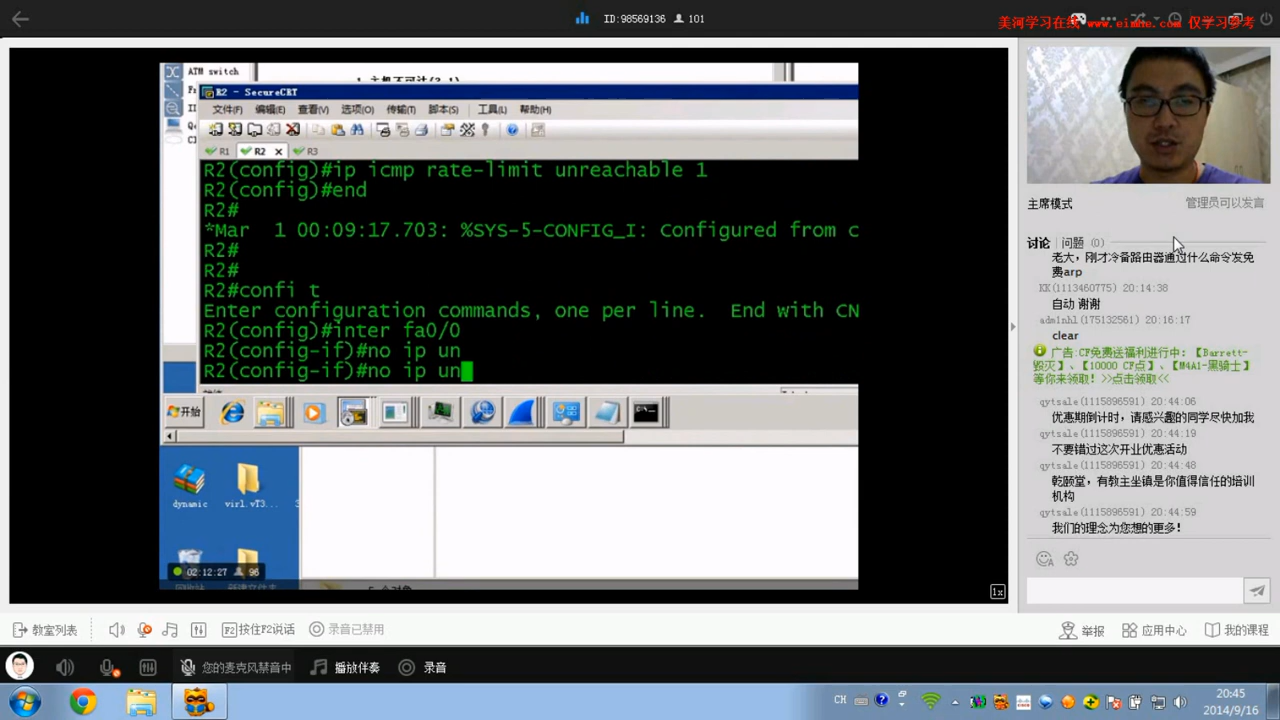 ID:98569136 101
美河学习在线 www.eimhe.com 仅学习参考
ATM switch
1 主机不可达(3 1)
R2 - SecureCRT
文件(F) 编辑(E) 查看(V) 选项(O) 传输(T) 脚本(S) 工具(L) 帮助(H)
R1 R2 R3
R2(config)#ip icmp rate-limit unreachable 1
R2(config)#end
R2#
*Mar 1 00:09:17.703: %SYS-5-CONFIG_I: Configured from c
R2#
R2#
R2#confi t
Enter configuration commands, one per line. End with CN
R2(config)#inter fa0/0
R2(config-if)#no ip un
R2(config-if)#no ip un
开始
dynamic virl.vT3...
02:12:27 96
1x
主席模式 管理员可以发言
讨论 问题 (0)
老大，刚才冷备路由器通过什么命令发免
费arp
KK(1113460775) 20:14:38
自动 谢谢
adminhl(175132561) 20:16:17
clear
广告:CF免费送福利进行中：【Barrett-
毁灭】、【10000 CF点】、【M4A1-黑骑士】
等你来领取！>>点击领取<<
qytsale(1115896591) 20:44:06
优惠期倒计时，请感兴趣的同学尽快加我
qytsale(1115896591) 20:44:19
不要错过这次开业优惠活动
qytsale(1115896591) 20:44:48
乾颐堂，有教主坐镇是你值得信任的培训
机构
qytsale(1115896591) 20:44:59
我们的理念为您想的更多！
教室列表 F2 按住F2说话 录音已禁用 举报 应用中心 我的课程
您的麦克风禁音中 播放伴奏 录音
CH 20:45
2014/9/16